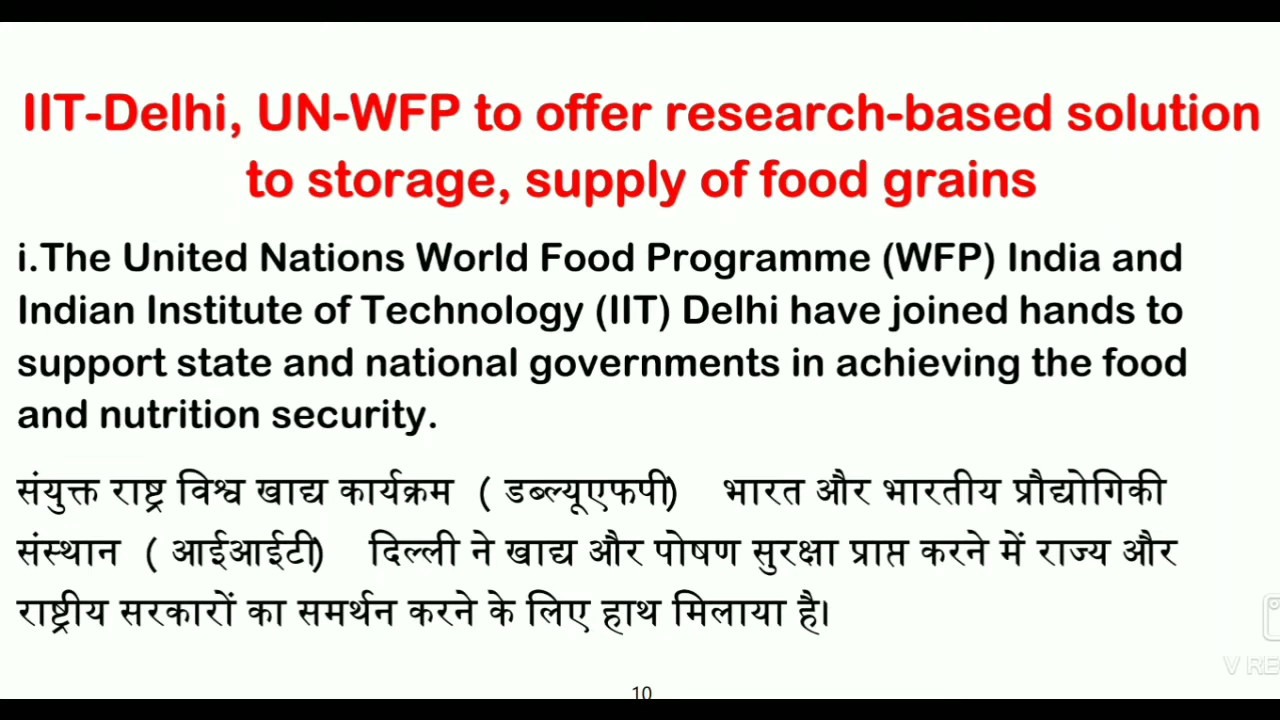 IIT-Delhi, UN-WFP to offer research-based solution
to storage, supply of food grains
i.The United Nations World Food Programme (WFP) India and
Indian Institute of Technology (IIT) Delhi have joined hands to
support state and national governments in achieving the food
and nutrition security.
संयुक्त राष्ट्र विश्व खाद्य कार्यक्रम ( डब्ल्यूएफपी) भारत और भारतीय प्रौद्योगिकी
संस्थान ( आईआईटी) दिल्ली ने खाद्य और पोषण सुरक्षा प्राप्त करने में राज्य और
राष्ट्रीय सरकारों का समर्थन करने के लिए हाथ मिलाया है।
V RE
10